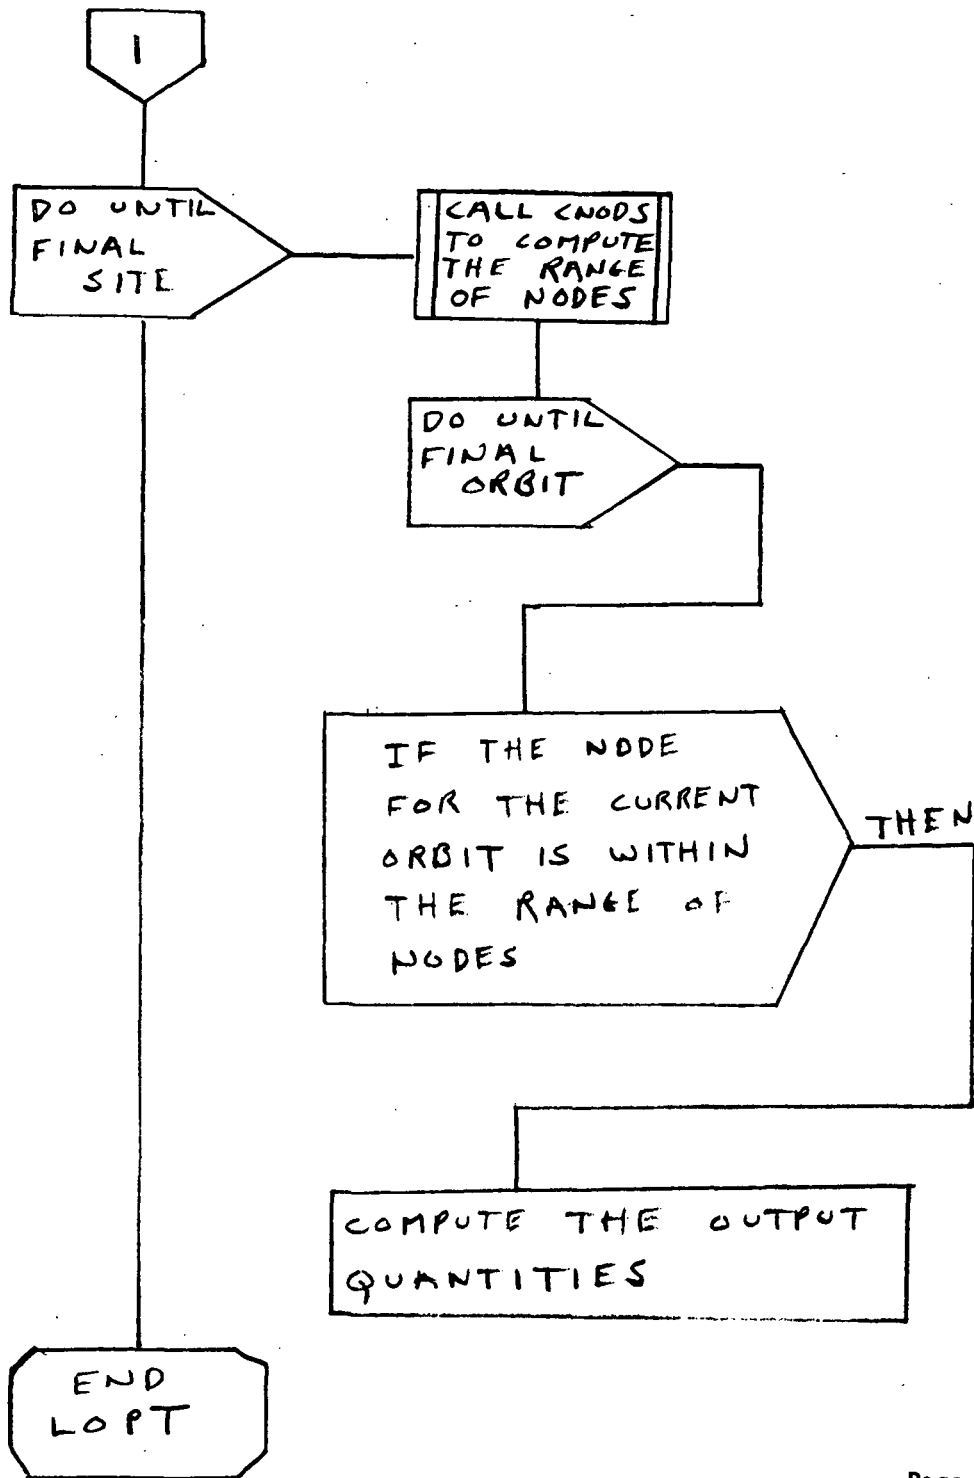 1
DO UNTIL
FINAL
SITE
CALL CNODS
TO COMPUTE
THE RANGE
OF NODES
DO UNTIL
FINAL
ORBIT
IF THE NODE
FOR THE CURRENT
ORBIT IS WITHIN
THE RANGE OF
NODES
THEN
COMPUTE THE OUTPUT
QUANTITIES
END
LOPT